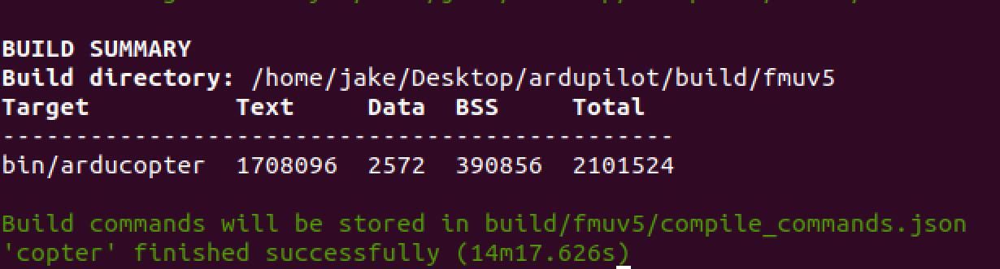 BUILD SUMMARY
Build directory: /home/jake/Desktop/ardupilot/build/fmuv5
Target Text Data BSS Total
--------------------------------------------------
bin/arducopter 1708096 2572 390856 2101524
Build commands will be stored in build/fmuv5/compile_commands.json
'copter' finished successfully (14m17.626s)